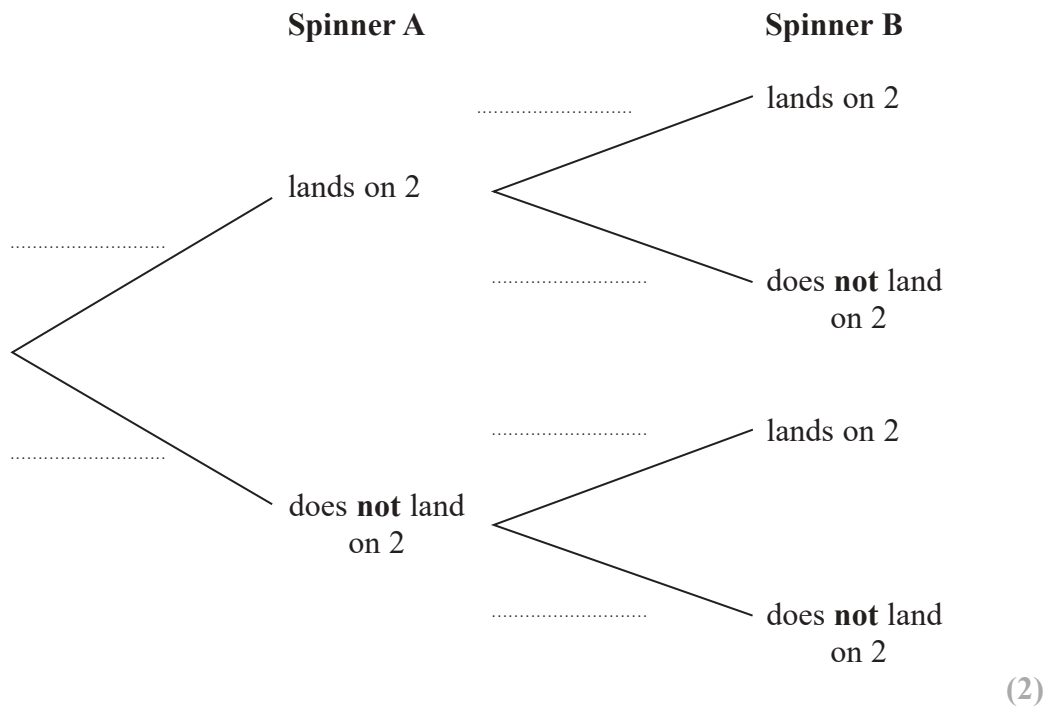 Spinner A
Spinner B
lands on 2
lands on 2
does not land
on 2
lands on 2
does not land
on 2
does not land
on 2
(2)